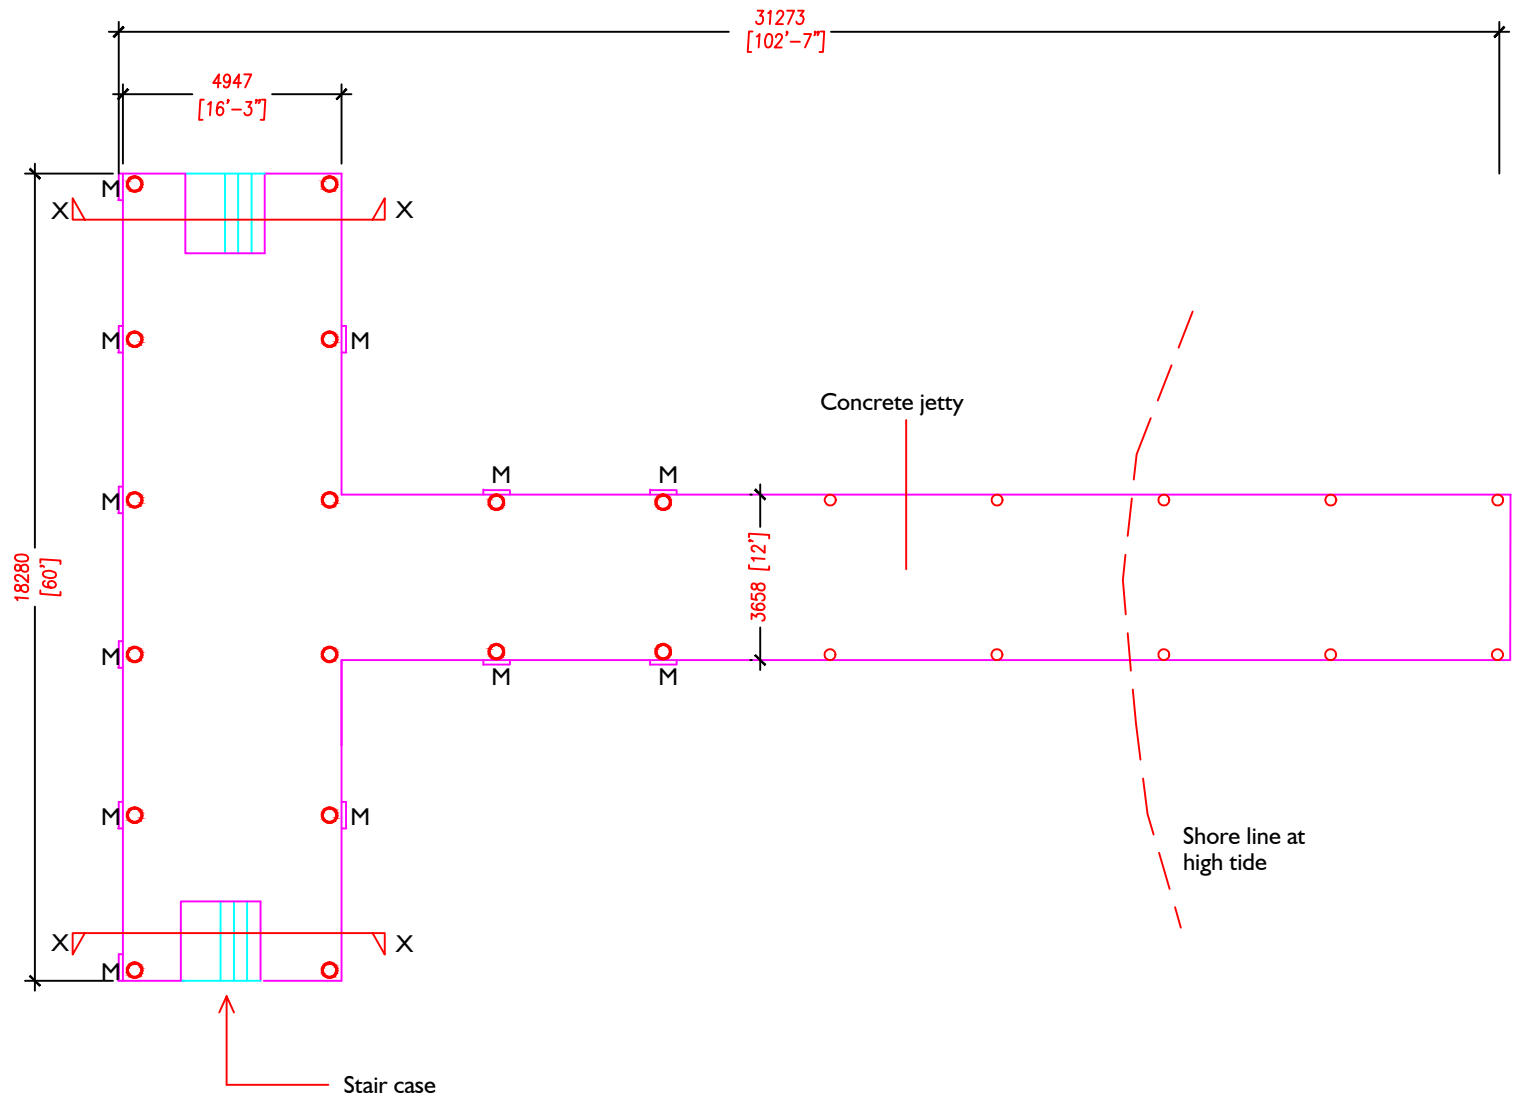 31273
[102'-7"]
4947
[16'-3"]
M
X X
M M
Concrete jetty
M M
M
18280
[60']
3658 [12']
M
M M
M M
Shore line at
high tide
X X
M
Stair case